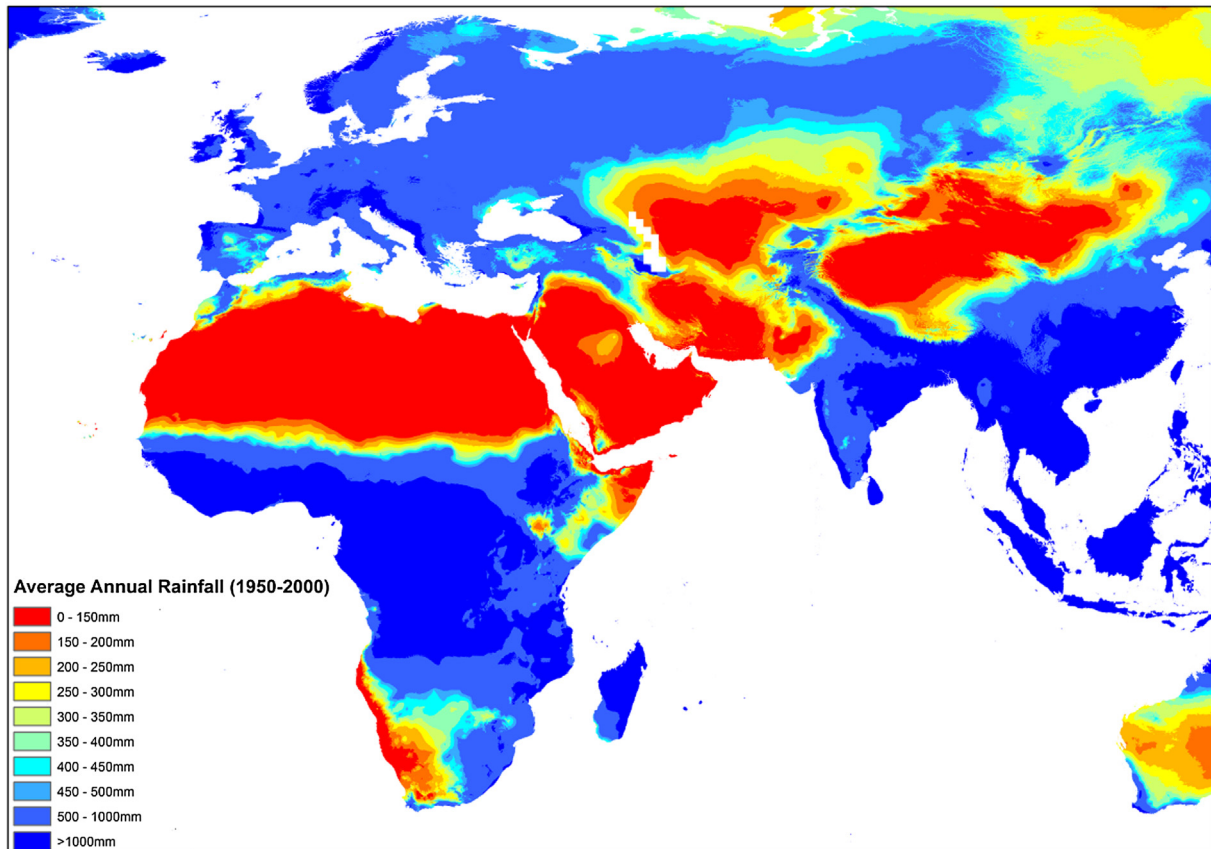 Average Annual Rainfall (1950-2000)
0 - 150mm
150 - 200mm
200 - 250mm
250 - 300mm
300 - 350mm
350 - 400mm
400 - 450mm
450 - 500mm
500 - 1000mm
>1000mm